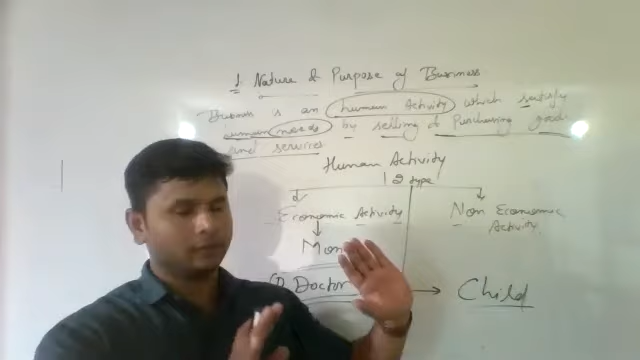 1. Nature & Purpose of Business
Business is an human Activity which satisfy
human needs by selling & Purchasing good
and services
Human Activity
2 type
Economic Activity Non Economic
Activity
Mon
Doctor → Child